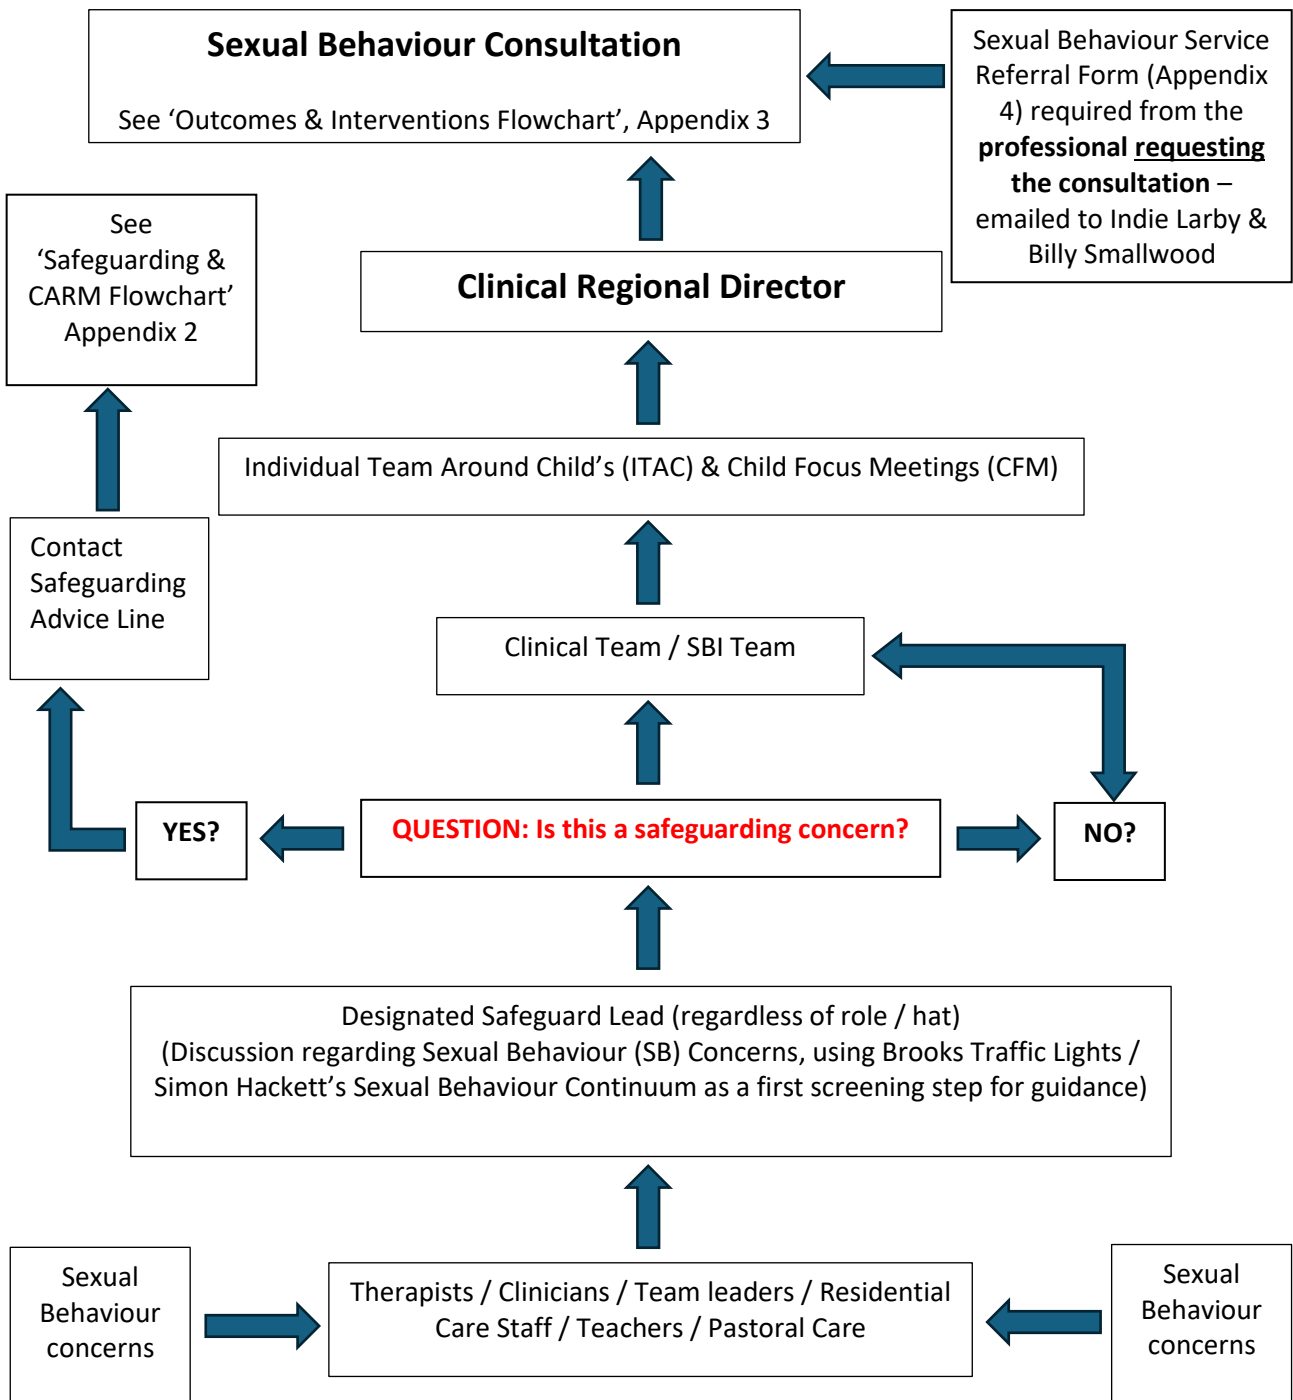 Sexual Behaviour Consultation
See ‘Outcomes & Interventions Flowchart’, Appendix 3
Sexual Behaviour Service
Referral Form (Appendix
4) required from the
professional requesting
the consultation –
emailed to Indie Larby &
Billy Smallwood
See
‘Safeguarding &
CARM Flowchart’
Appendix 2
Clinical Regional Director
Individual Team Around Child’s (ITAC) & Child Focus Meetings (CFM)
Contact
Safeguarding
Advice Line
Clinical Team / SBI Team
YES?
QUESTION: Is this a safeguarding concern?
NO?
Designated Safeguard Lead (regardless of role / hat)
(Discussion regarding Sexual Behaviour (SB) Concerns, using Brooks Traffic Lights /
Simon Hackett’s Sexual Behaviour Continuum as a first screening step for guidance)
Sexual
Behaviour
concerns
Therapists / Clinicians / Team leaders / Residential
Care Staff / Teachers / Pastoral Care
Sexual
Behaviour
concerns